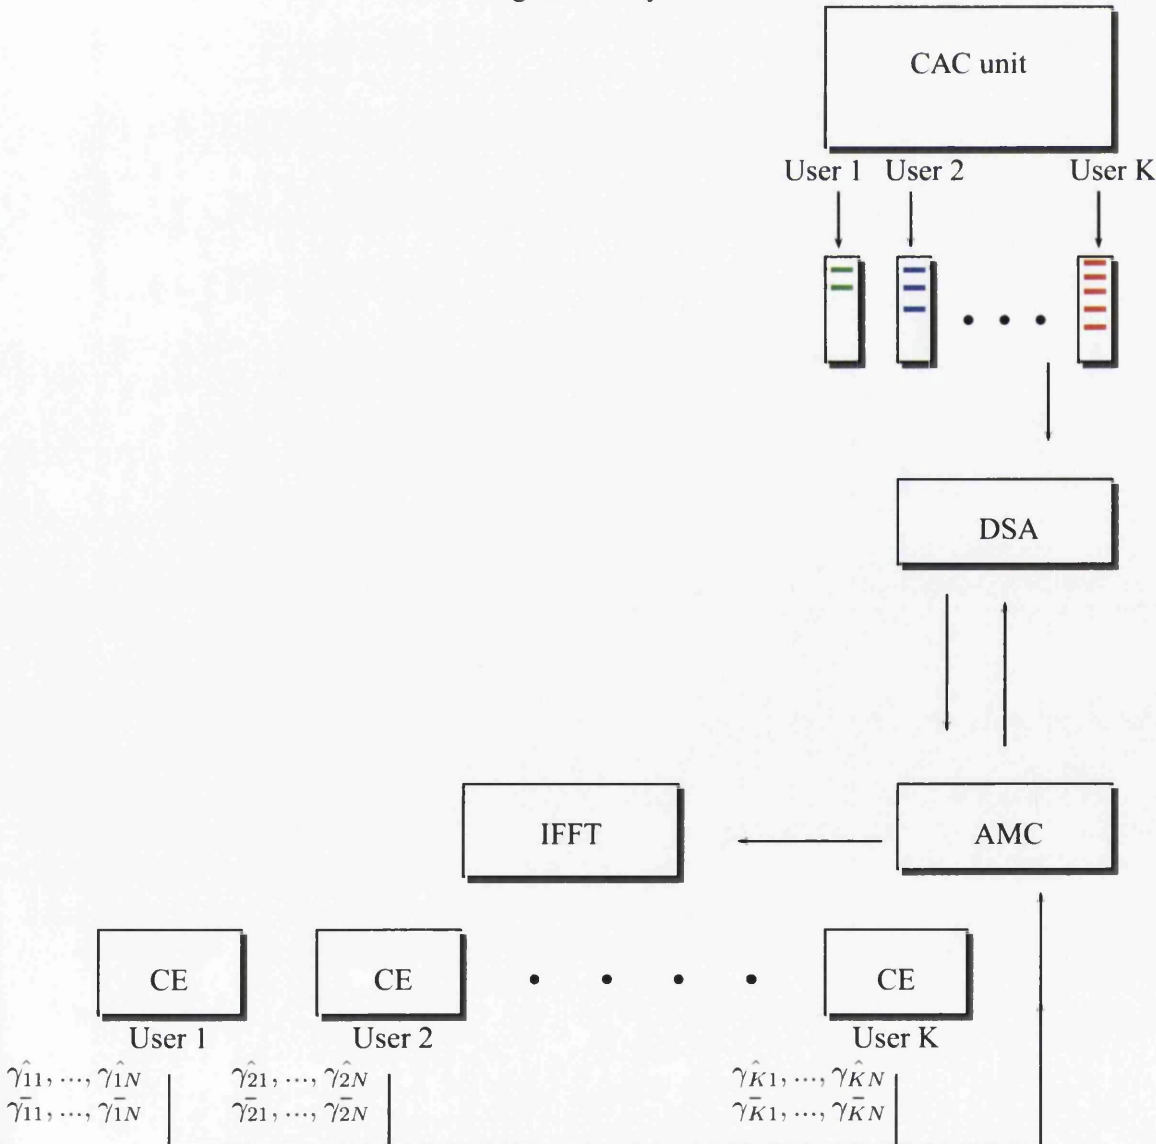 CAC unit
User 1 User 2 User K
DSA
IFFT AMC
CE CE CE
User 1 User 2 User K
γ̂11, ..., γ̂1N γ̂21, ..., γ̂2N γ̂K1, ..., γ̂KN
γ̄11, ..., γ̄1N γ̄21, ..., γ̄2N γ̄K1, ..., γ̄KN